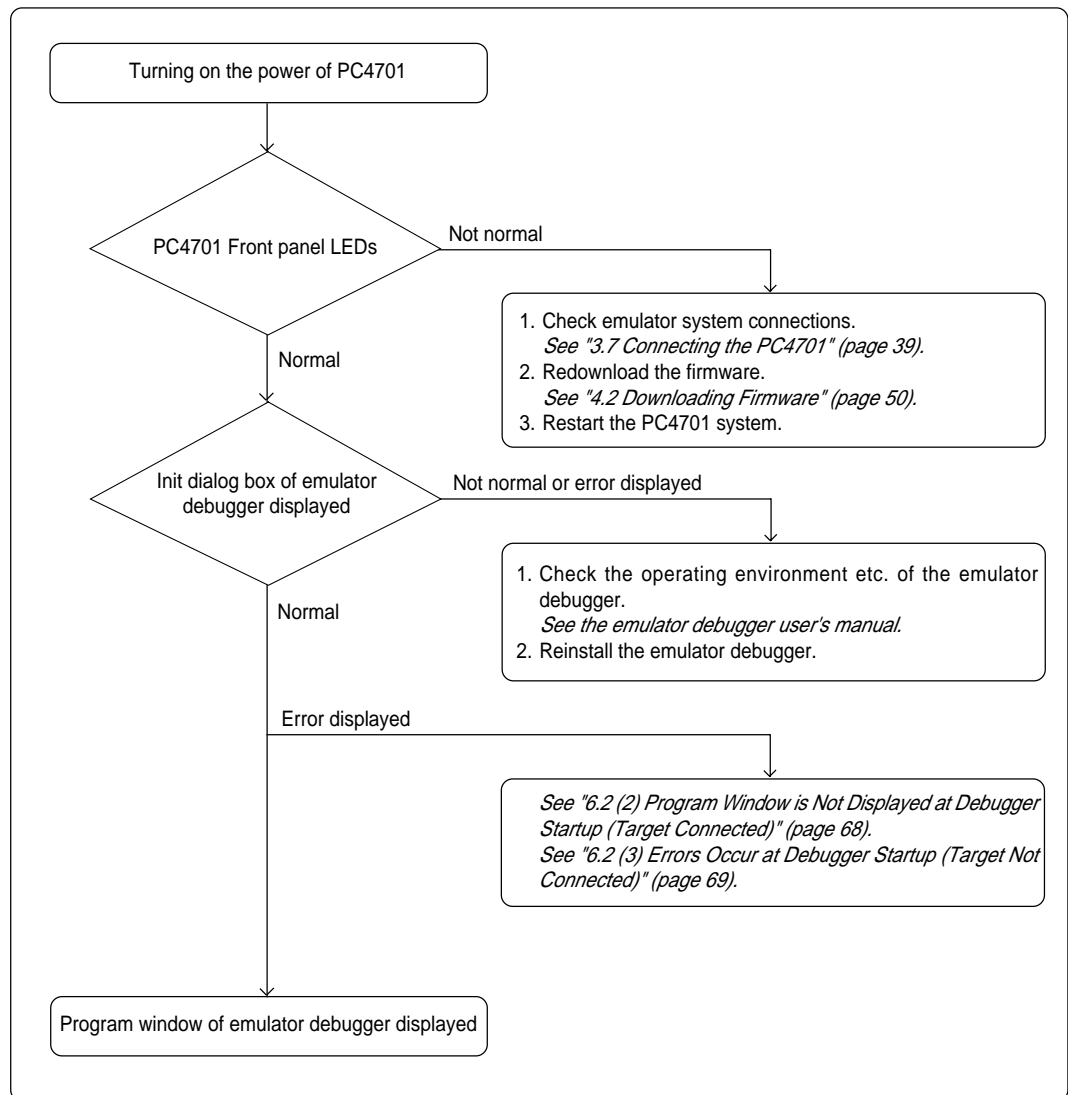 Turning on the power of PC4701
PC4701 Front panel LEDs
Not normal
1. Check emulator system connections.
See "3.7 Connecting the PC4701" (page 39).
2. Redownload the firmware.
See "4.2 Downloading Firmware" (page 50).
3. Restart the PC4701 system.
Normal
Init dialog box of emulator
debugger displayed
Not normal or error displayed
1. Check the operating environment etc. of the emulator
debugger.
See the emulator debugger user's manual.
2. Reinstall the emulator debugger.
Normal
Error displayed
See "6.2 (2) Program Window is Not Displayed at Debugger
Startup (Target Connected)" (page 68).
See "6.2 (3) Errors Occur at Debugger Startup (Target Not
Connected)" (page 69).
Program window of emulator debugger displayed